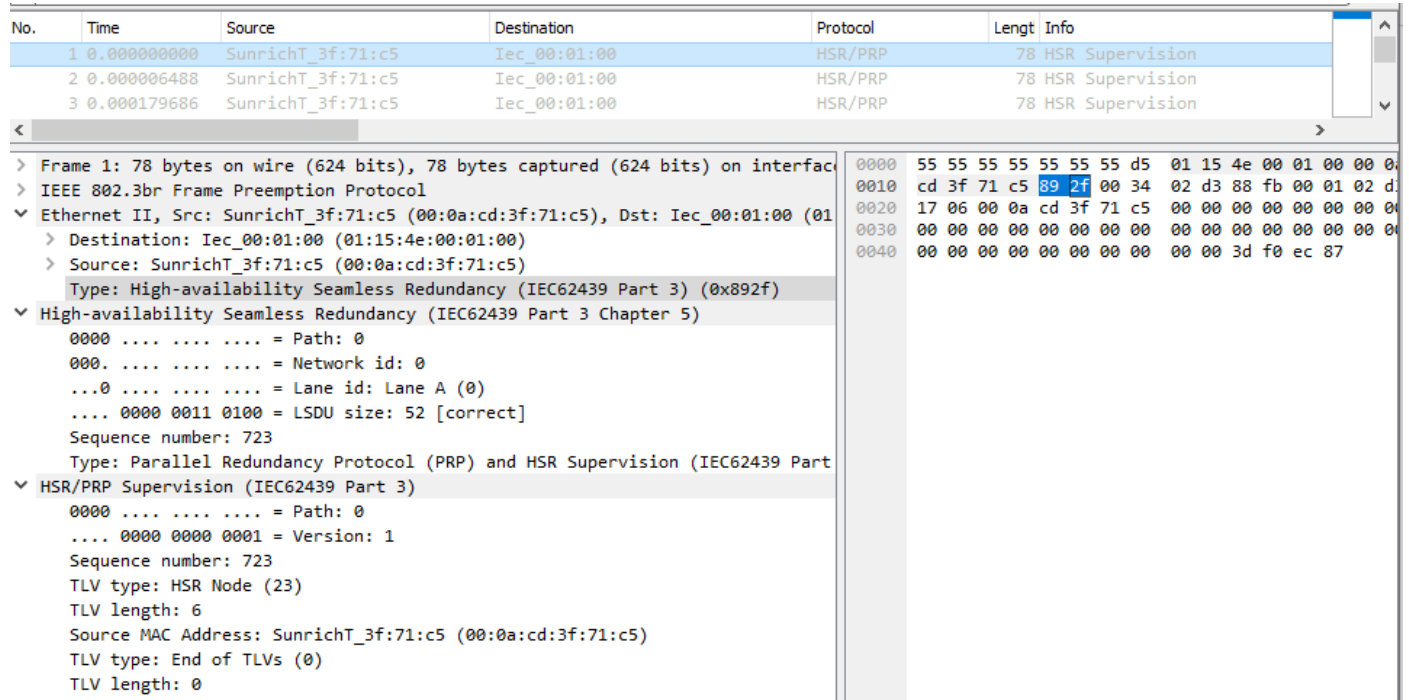 No. Time Source Destination Protocol Lengt Info
1 0.000000000 SunrichT_3f:71:c5 Iec_00:01:00 HSR/PRP 78 HSR Supervision
2 0.000006488 SunrichT_3f:71:c5 Iec_00:01:00 HSR/PRP 78 HSR Supervision
3 0.000179686 SunrichT_3f:71:c5 Iec_00:01:00 HSR/PRP 78 HSR Supervision
Frame 1: 78 bytes on wire (624 bits), 78 bytes captured (624 bits) on interface
IEEE 802.3br Frame Preemption Protocol
Ethernet II, Src: SunrichT_3f:71:c5 (00:0a:cd:3f:71:c5), Dst: Iec_00:01:00 (01
Destination: Iec_00:01:00 (01:15:4e:00:01:00)
Source: SunrichT_3f:71:c5 (00:0a:cd:3f:71:c5)
Type: High-availability Seamless Redundancy (IEC62439 Part 3) (0x892f)
High-availability Seamless Redundancy (IEC62439 Part 3 Chapter 5)
0000 .... .... .... = Path: 0
000. .... .... .... = Network id: 0
...0 .... .... .... = Lane id: Lane A (0)
.... 0000 0011 0100 = LSDU size: 52 [correct]
Sequence number: 723
Type: Parallel Redundancy Protocol (PRP) and HSR Supervision (IEC62439 Part
HSR/PRP Supervision (IEC62439 Part 3)
0000 .... .... .... = Path: 0
.... 0000 0000 0001 = Version: 1
Sequence number: 723
TLV type: HSR Node (23)
TLV length: 6
Source MAC Address: SunrichT_3f:71:c5 (00:0a:cd:3f:71:c5)
TLV type: End of TLVs (0)
TLV length: 0
0000 55 55 55 55 55 55 55 d5 01 15 4e 00 01 00 00 0a
0010 cd 3f 71 c5 89 2f 00 34 02 d3 88 fb 00 01 02 d3
0020 17 06 00 0a cd 3f 71 c5 00 00 00 00 00 00 00 00
0030 00 00 00 00 00 00 00 00 00 00 00 00 00 00 00 00
0040 00 00 00 00 00 00 00 00 00 00 3d f0 ec 87